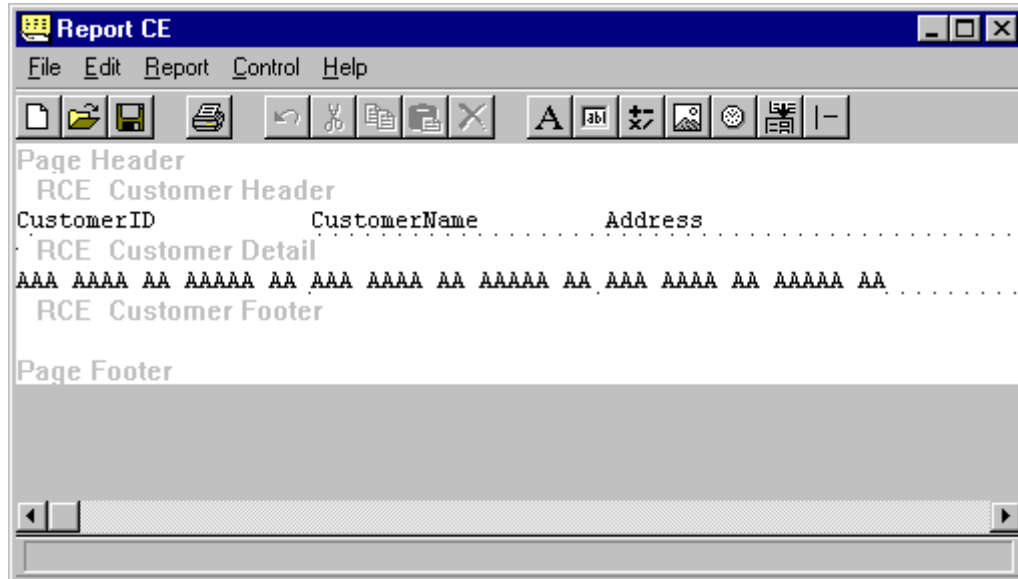 Report CE
File Edit Report Control Help
A abl
Page Header
RCE Customer Header
CustomerID CustomerName Address
RCE Customer Detail
AAA AAAA AA AAAAA AA AAA AAAA AA AAAAA AA AAA AAAA AA AAAAA AA
RCE Customer Footer
Page Footer